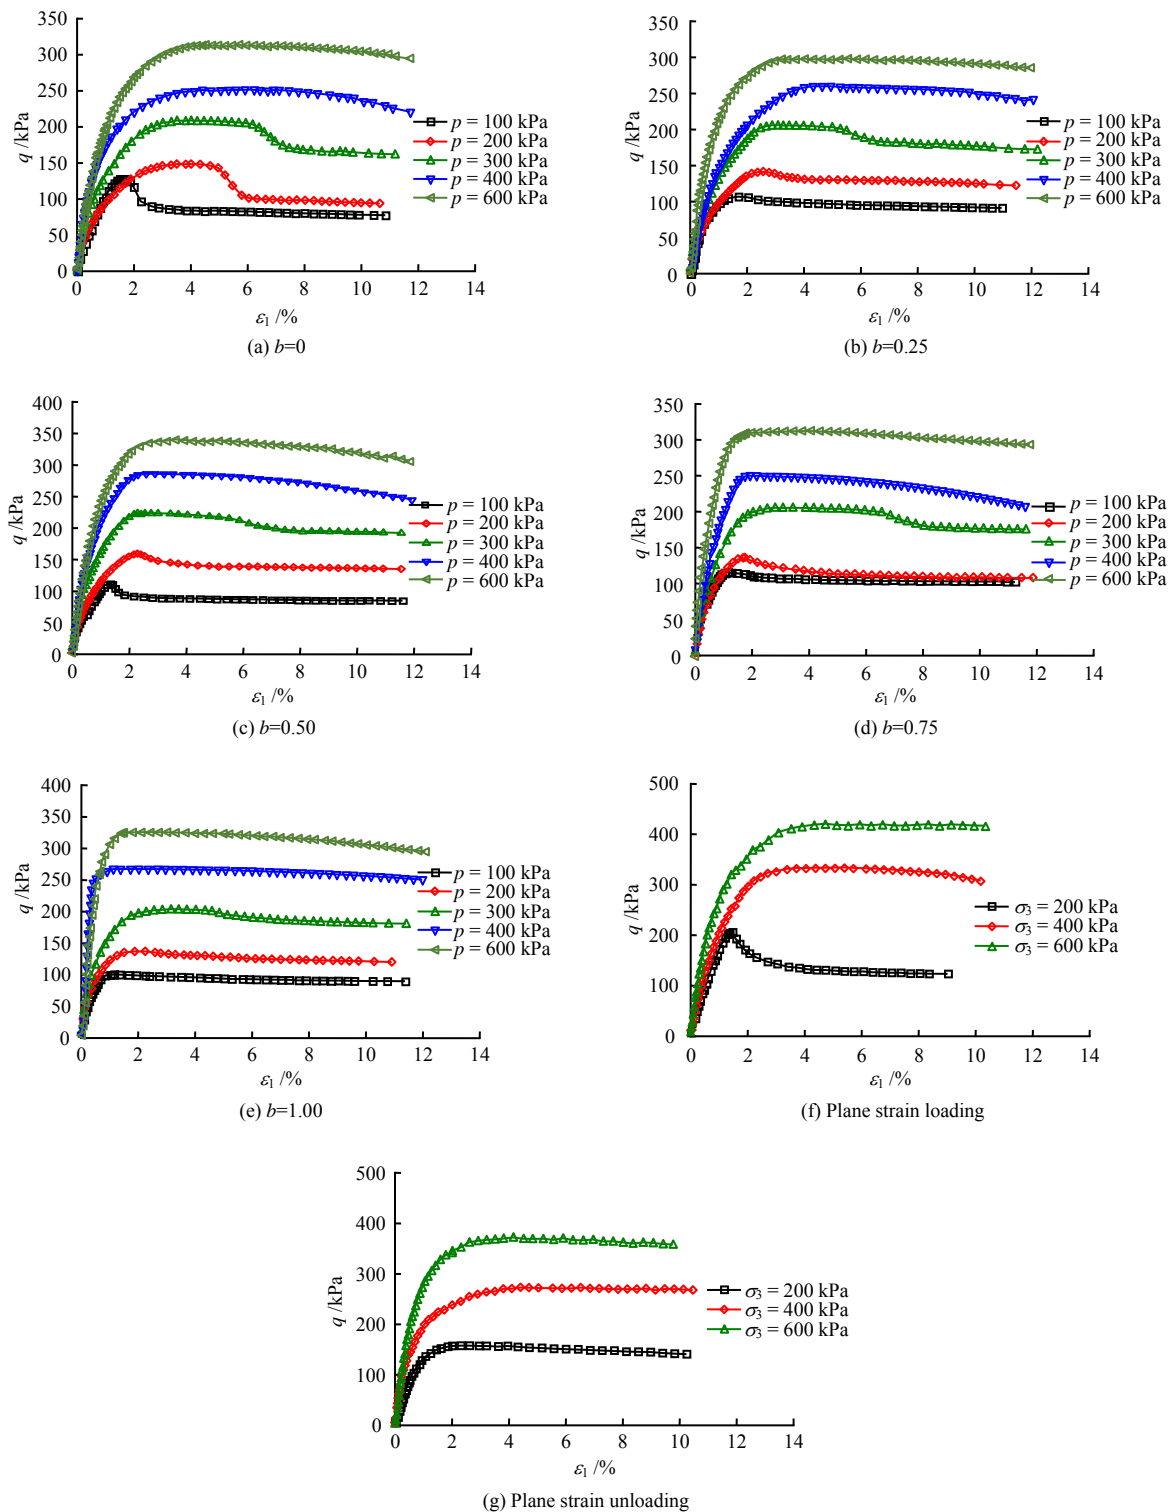 350
300
250
200
150
100
50
0
q /kPa
0 2 4 6 8 10 12 14
ε1 /%
p = 100 kPa
p = 200 kPa
p = 300 kPa
p = 400 kPa
p = 600 kPa
(a) b=0
350
300
250
200
150
100
50
0
q /kPa
0 2 4 6 8 10 12 14
ε1 /%
p = 100 kPa
p = 200 kPa
p = 300 kPa
p = 400 kPa
p = 600 kPa
(b) b=0.25
400
350
300
250
200
150
100
50
0
q /kPa
0 2 4 6 8 10 12 14
ε1 /%
p = 100 kPa
p = 200 kPa
p = 300 kPa
p = 400 kPa
p = 600 kPa
(c) b=0.50
350
300
250
200
150
100
50
0
q /kPa
0 2 4 6 8 10 12 14
ε1 /%
p = 100 kPa
p = 200 kPa
p = 300 kPa
p = 400 kPa
p = 600 kPa
(d) b=0.75
400
350
300
250
200
150
100
50
0
q /kPa
0 2 4 6 8 10 12 14
ε1 /%
p = 100 kPa
p = 200 kPa
p = 300 kPa
p = 400 kPa
p = 600 kPa
(e) b=1.00
500
400
300
200
100
0
q /kPa
0 2 4 6 8 10 12 14
ε1 /%
σ3 = 200 kPa
σ3 = 400 kPa
σ3 = 600 kPa
(f) Plane strain loading
500
400
300
200
100
0
q /kPa
0 2 4 6 8 10 12 14
ε1 /%
σ3 = 200 kPa
σ3 = 400 kPa
σ3 = 600 kPa
(g) Plane strain unloading